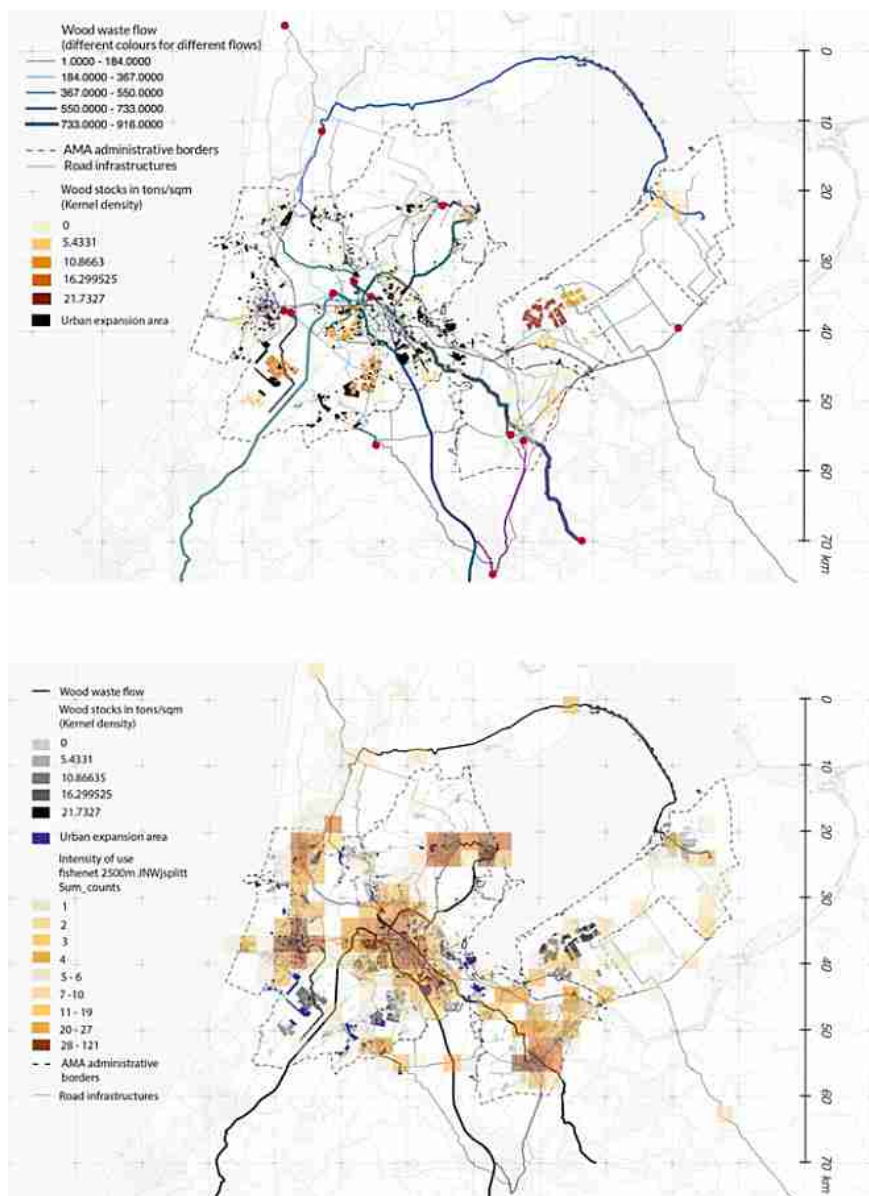 Wood waste flow
(different colours for different flows)
1.0000 - 184.0000
184.0000 - 367.0000
367.0000 - 550.0000
550.0000 - 733.0000
733.0000 - 916.0000
AMA administrative borders
Road infrastructures
Wood stocks in tons/sqm
(Kernel density)
0
5.4331
10.8663
16.299525
21.7327
Urban expansion area
0
10
20
30
40
50
60
70 km
Wood waste flow
Wood stocks in tons/sqm
(Kernel density)
0
5.4331
10.86635
16.299525
21.7327
Urban expansion area
Intensity of use
fishenet 2500m JNWjsplitt
Sum_counts
1
2
3
4
5 - 6
7 - 10
11 - 19
20 - 27
28 - 121
AMA administrative
borders
Road infrastructures
0
10
20
30
40
50
60
70 km